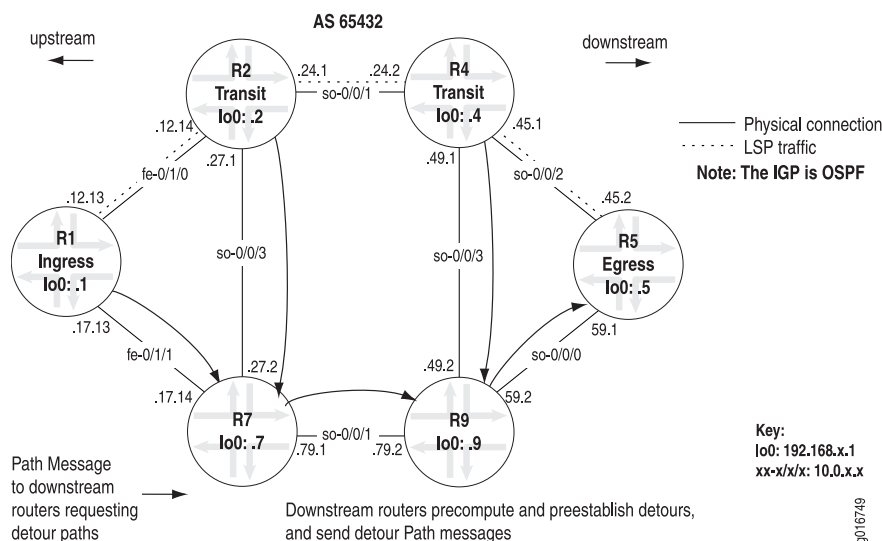 AS 65432
upstream
downstream
R2
Transit
lo0: .2
.24.1
.24.2
so-0/0/1
R4
Transit
lo0: .4
.12.14
.27.1
.49.1
.45.1
Physical connection
LSP traffic
Note: The IGP is OSPF
fe-0/1/0
so-0/0/2
.12.13
.45.2
R1
Ingress
lo0: .1
so-0/0/3
so-0/0/3
R5
Egress
lo0: .5
.17.13
59.1
fe-0/1/1
.27.2
.49.2
so-0/0/0
.17.14
59.2
R7
lo0: .7
R9
lo0: .9
so-0/0/1
.79.1
.79.2
Key:
lo0: 192.168.x.1
xx-x/x/x: 10.0.x.x
Path Message
to downstream
routers requesting
detour paths
Downstream routers precompute and preestablish detours,
and send detour Path messages
g016749